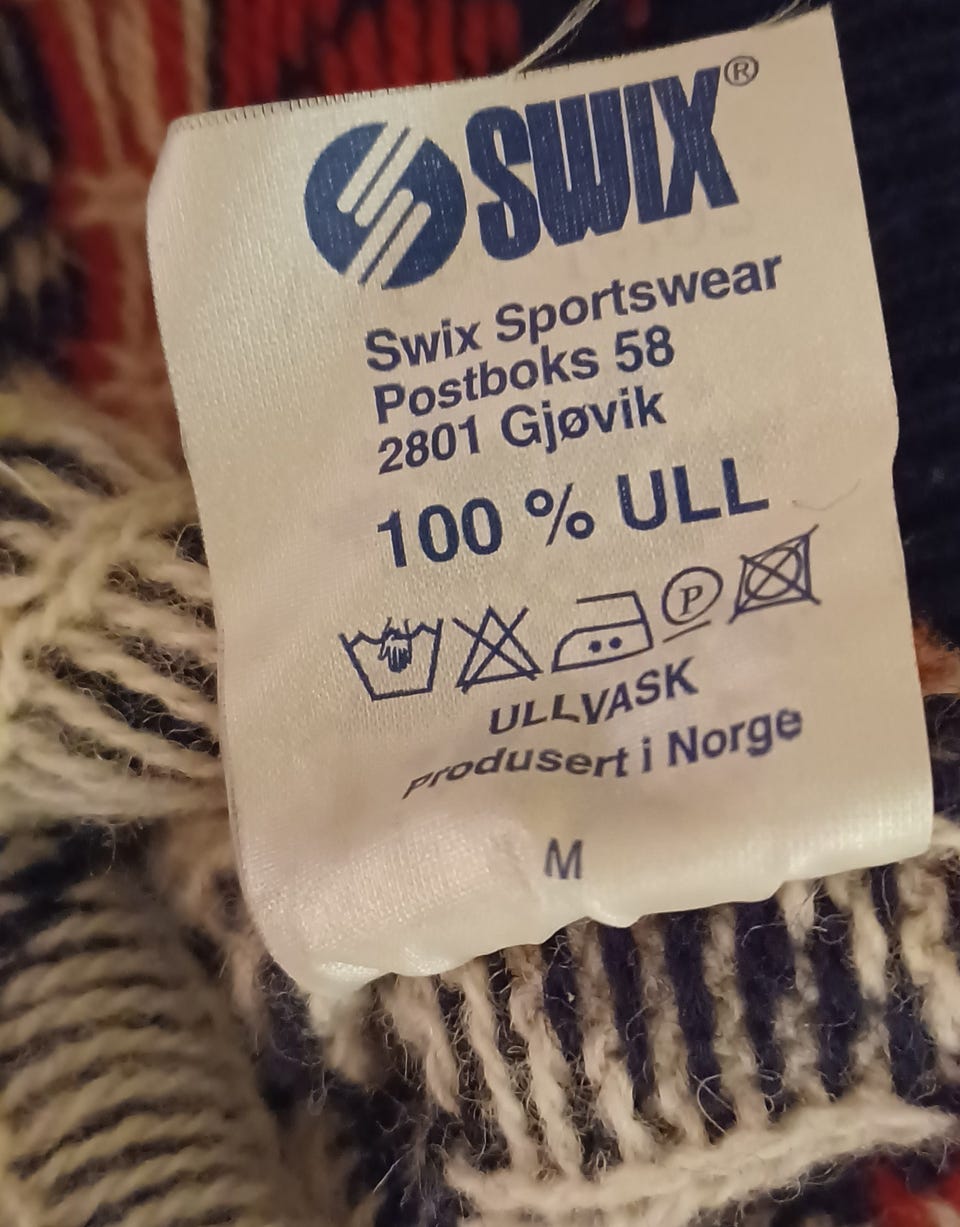 SWIX®
Swix Sportswear
Postboks 58
2801 Gjøvik
100 % ULL
P
ULLVASK
produsert i Norge
M